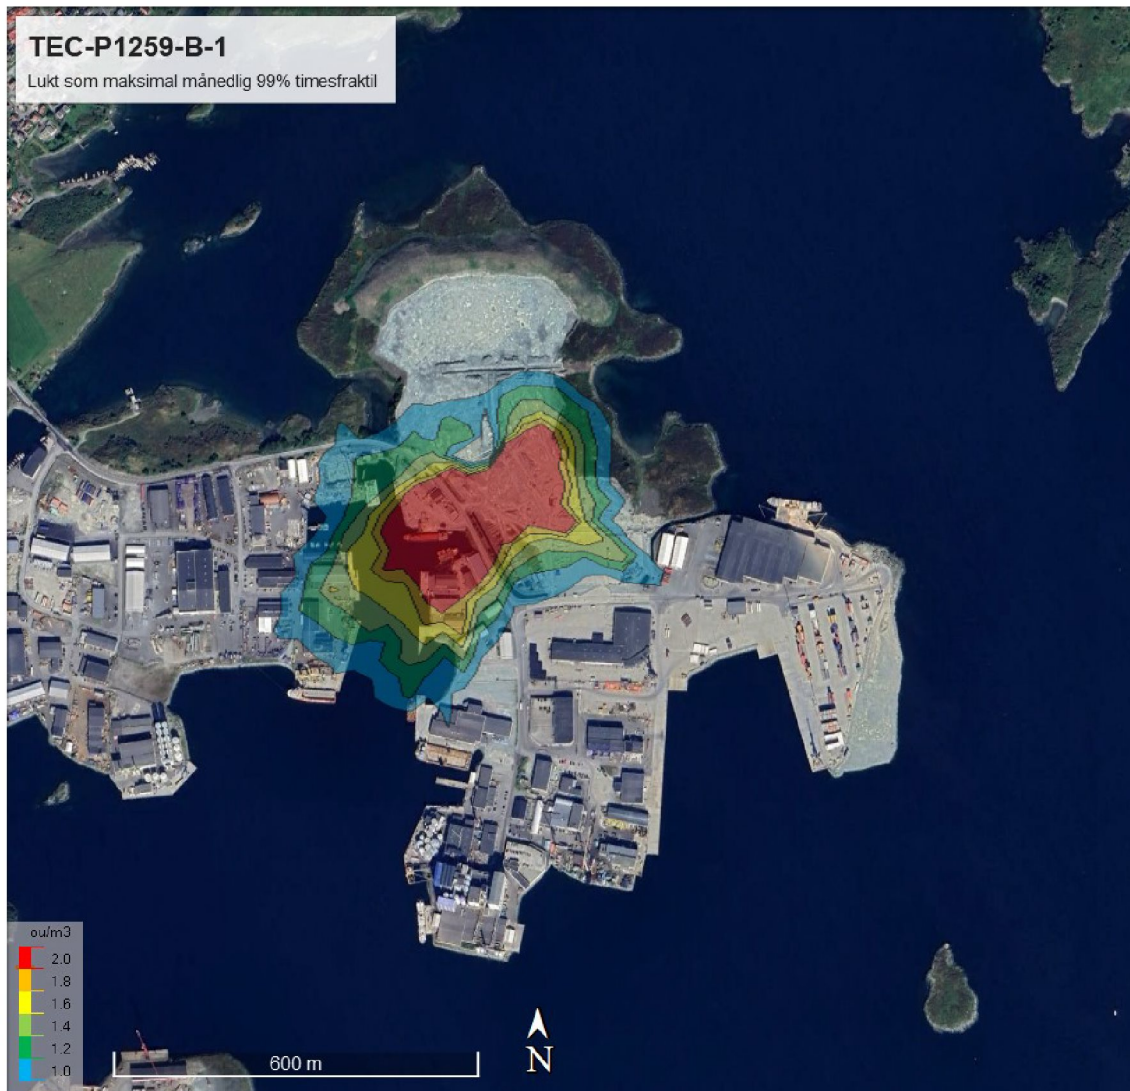 TEC-P1259-B-1
Lukt som maksimal månedlig 99% timesfraktil
ou/m3
2.0
1.8
1.6
1.4
1.2
1.0
600 m
N